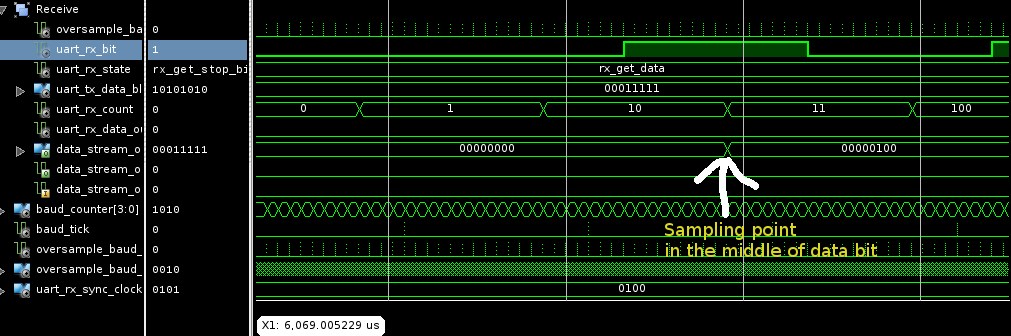 Receive
oversample_ba 0
uart_rx_bit 1
uart_rx_state rx_get_stop_bi rx_get_data
uart_tx_data_bl 10101010 00011111
uart_rx_count 0 0 1 10 11 100
uart_rx_data_o 0
data_stream_o 00011111 00000000 00000100
data_stream_o 0
data_stream_o 0
baud_counter[3:0] 1010
baud_tick 0
Sampling point
oversample_baud_ 0
in the middle of data bit
oversample_baud_ 0010
uart_rx_sync_clock 0101 0100
X1: 6,069.005229 us